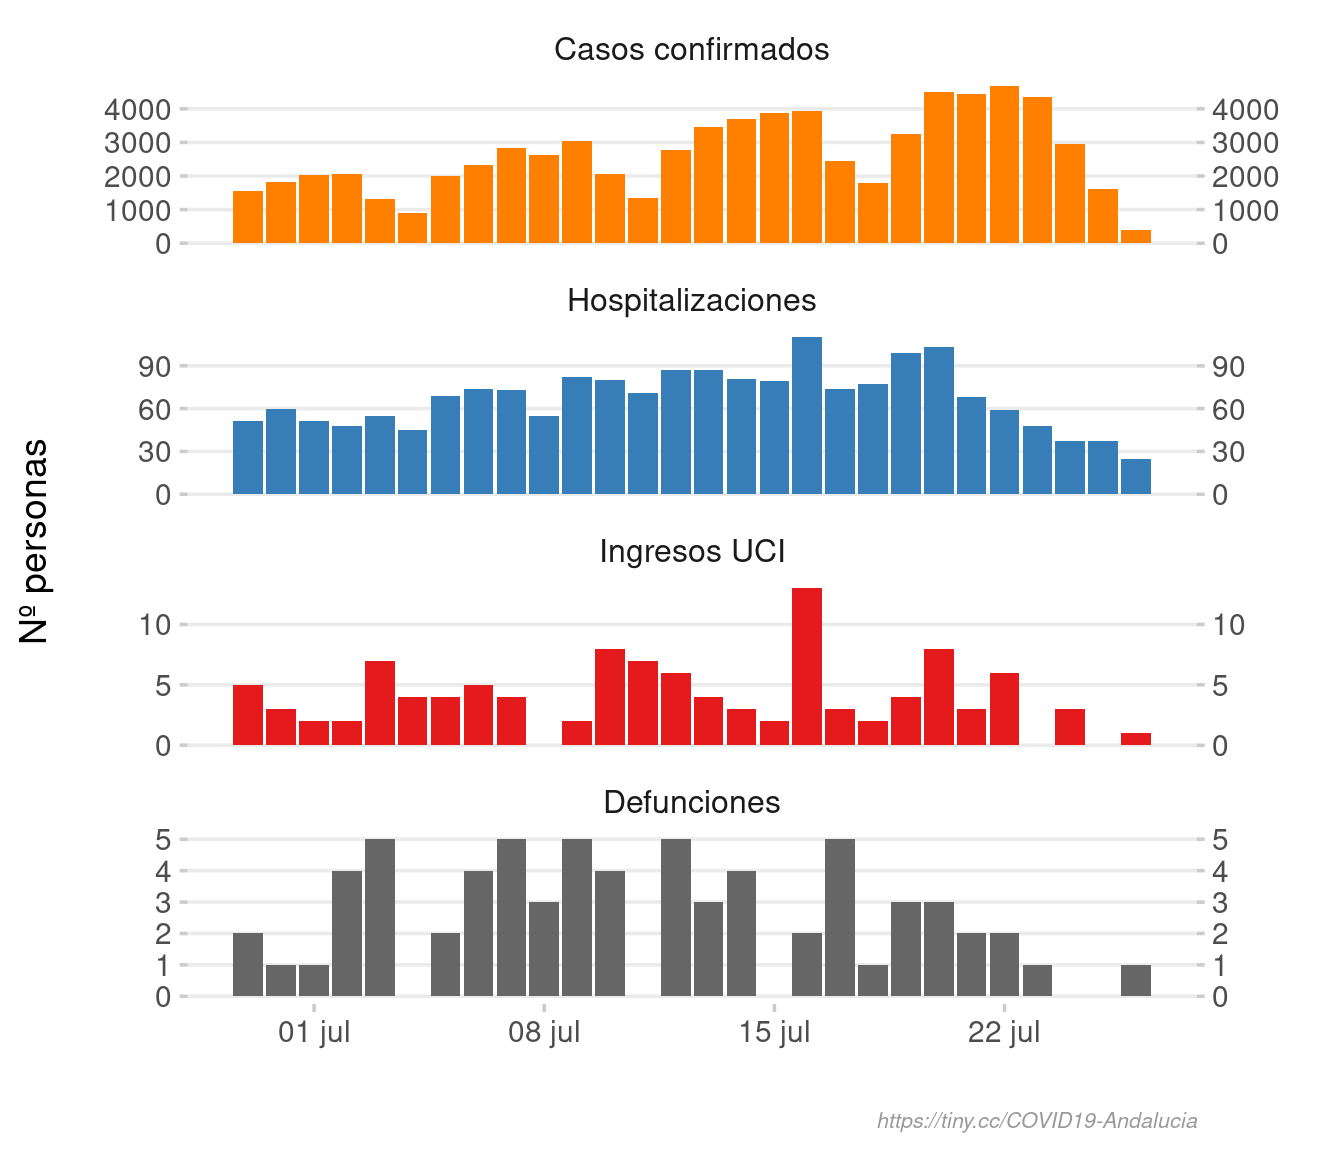 Casos confirmados
4000 4000
3000 3000
2000 2000
1000 1000
0 0
Hospitalizaciones
90 90
60 60
30 30
0 0
Nº personas
Ingresos UCI
10 10
5 5
0 0
Defunciones
5 5
4 4
3 3
2 2
1 1
0 0
01 jul 08 jul 15 jul 22 jul
https://tiny.cc/COVID19-Andalucia